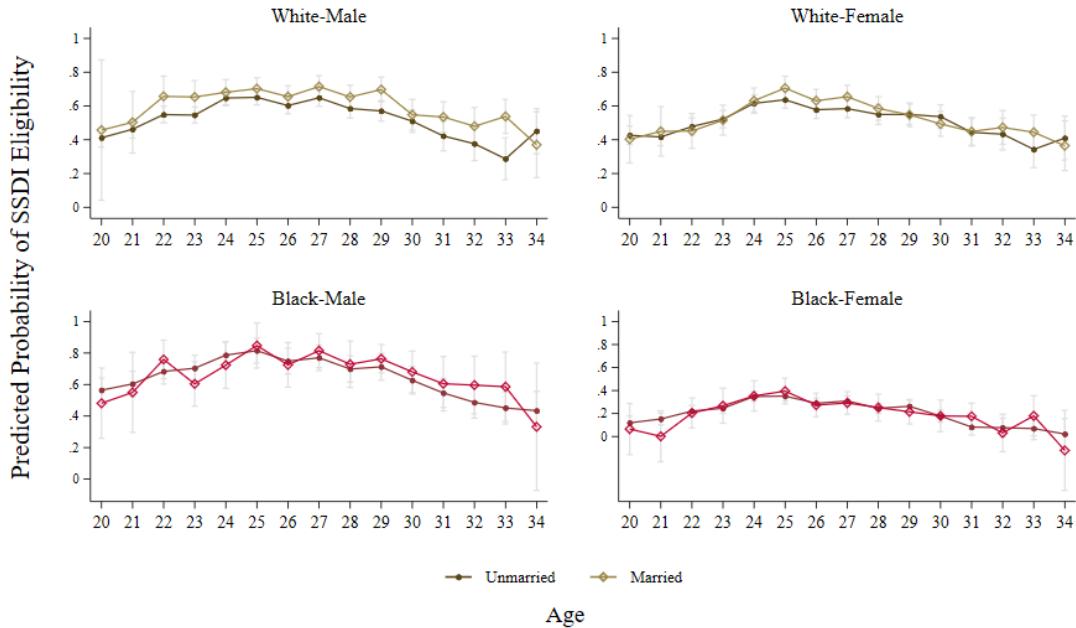 Predicted Probability of SSDI Eligibility
White-Male
1
.8
.6
.4
.2
0
20 21 22 23 24 25 26 27 28 29 30 31 32 33 34
White-Female
1
.8
.6
.4
.2
0
20 21 22 23 24 25 26 27 28 29 30 31 32 33 34
Black-Male
1
.8
.6
.4
.2
0
20 21 22 23 24 25 26 27 28 29 30 31 32 33 34
Black-Female
1
.8
.6
.4
.2
0
20 21 22 23 24 25 26 27 28 29 30 31 32 33 34
Unmarried Married
Age